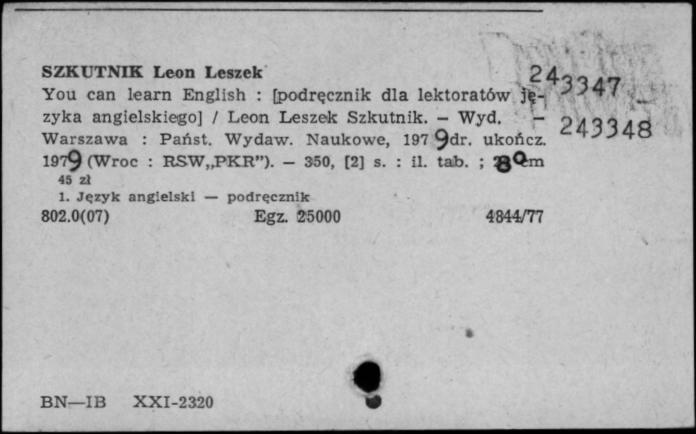 SZKUTNIK Leon Leszek
243347
You can learn English : [podręcznik dla lektoratów ję-
zyka angielskiego] / Leon Leszek Szkutnik. — Wyd. —
243348
Warszawa : Państ. Wydaw. Naukowe, 1979 dr. ukończ.
1979 (Wroc : RSW„PKR”). — 350, [2] s. : il. tab. ; cm
45 zł
1. Język angielski — podręcznik
802.0(07) Egz. 25000 4844/77
BN—IB XXI-2320